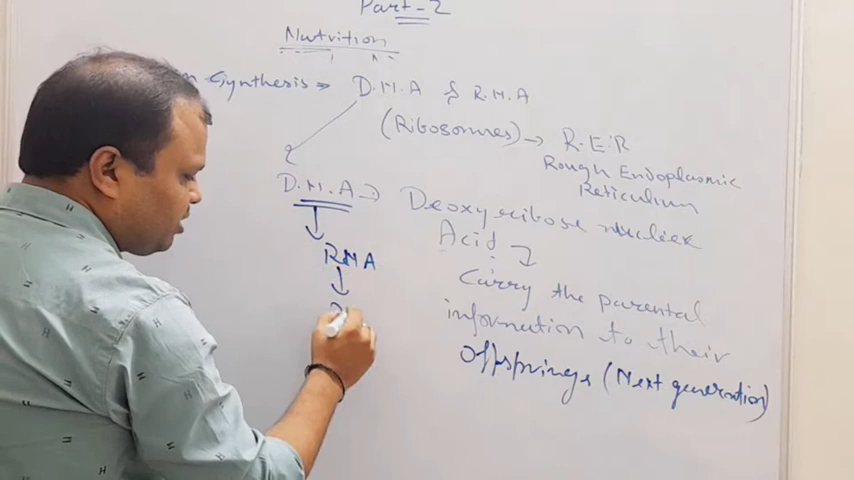 Part-2
Nutrition
Synthesis → D.N.A & R.N.A
(Ribosomes) → R.E.R
Rough Endoplasmic
Reticulum
D.N.A → Deoxyribose nucleic
Acid
RNA
Carry the parental
information to their
offsprings (Next generation)